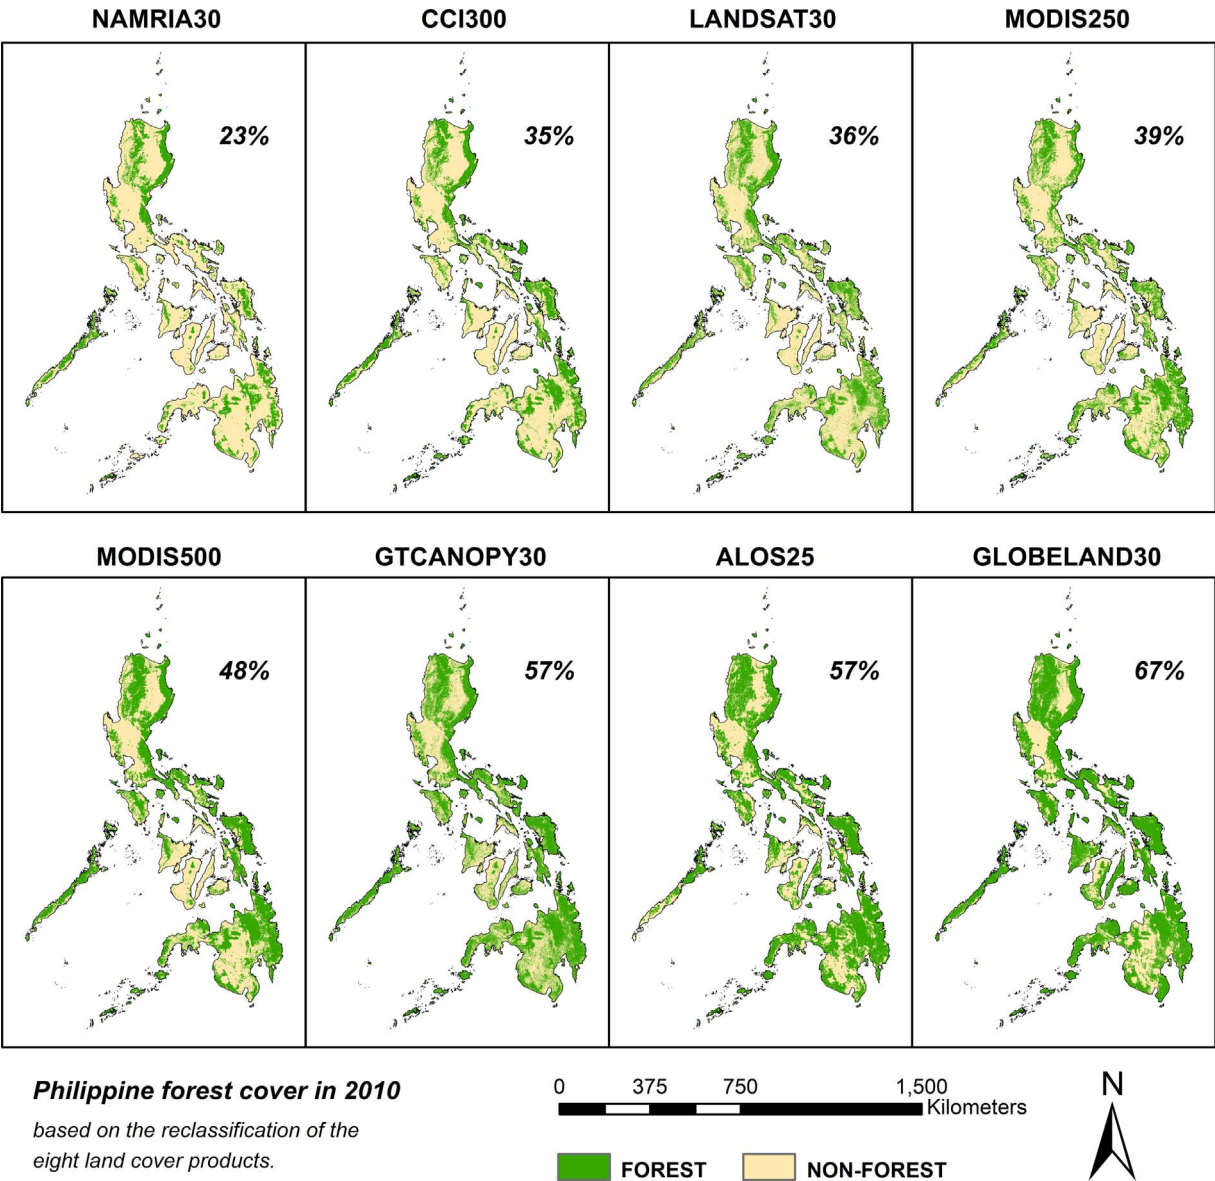 NAMRIA30 CCI300 LANDSAT30 MODIS250
23% 35% 36% 39%
MODIS500 GTCANOPY30 ALOS25 GLOBELAND30
48% 57% 57% 67%
Philippine forest cover in 2010
based on the reclassification of the
eight land cover products.
0 375 750 1,500
Kilometers
FOREST NON-FOREST
N